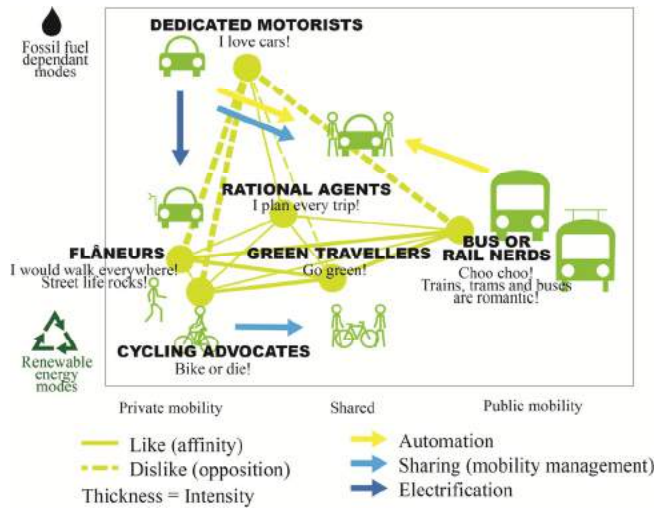 DEDICATED MOTORISTS
I love cars!
Fossil fuel
dependant
modes
RATIONAL AGENTS
I plan every trip!
FLÂNEURS
I would walk everywhere!
Street life rocks!
GREEN TRAVELLERS
Go green!
BUS OR
RAIL NERDS
Choo choo!
Trains, trams and buses
are romantic!
CYCLING ADVOCATES
Bike or die!
Renewable
energy
modes
Private mobility
Shared
Public mobility
Like (affinity)
Dislike (opposition)
Thickness = Intensity
Automation
Sharing (mobility management)
Electrification